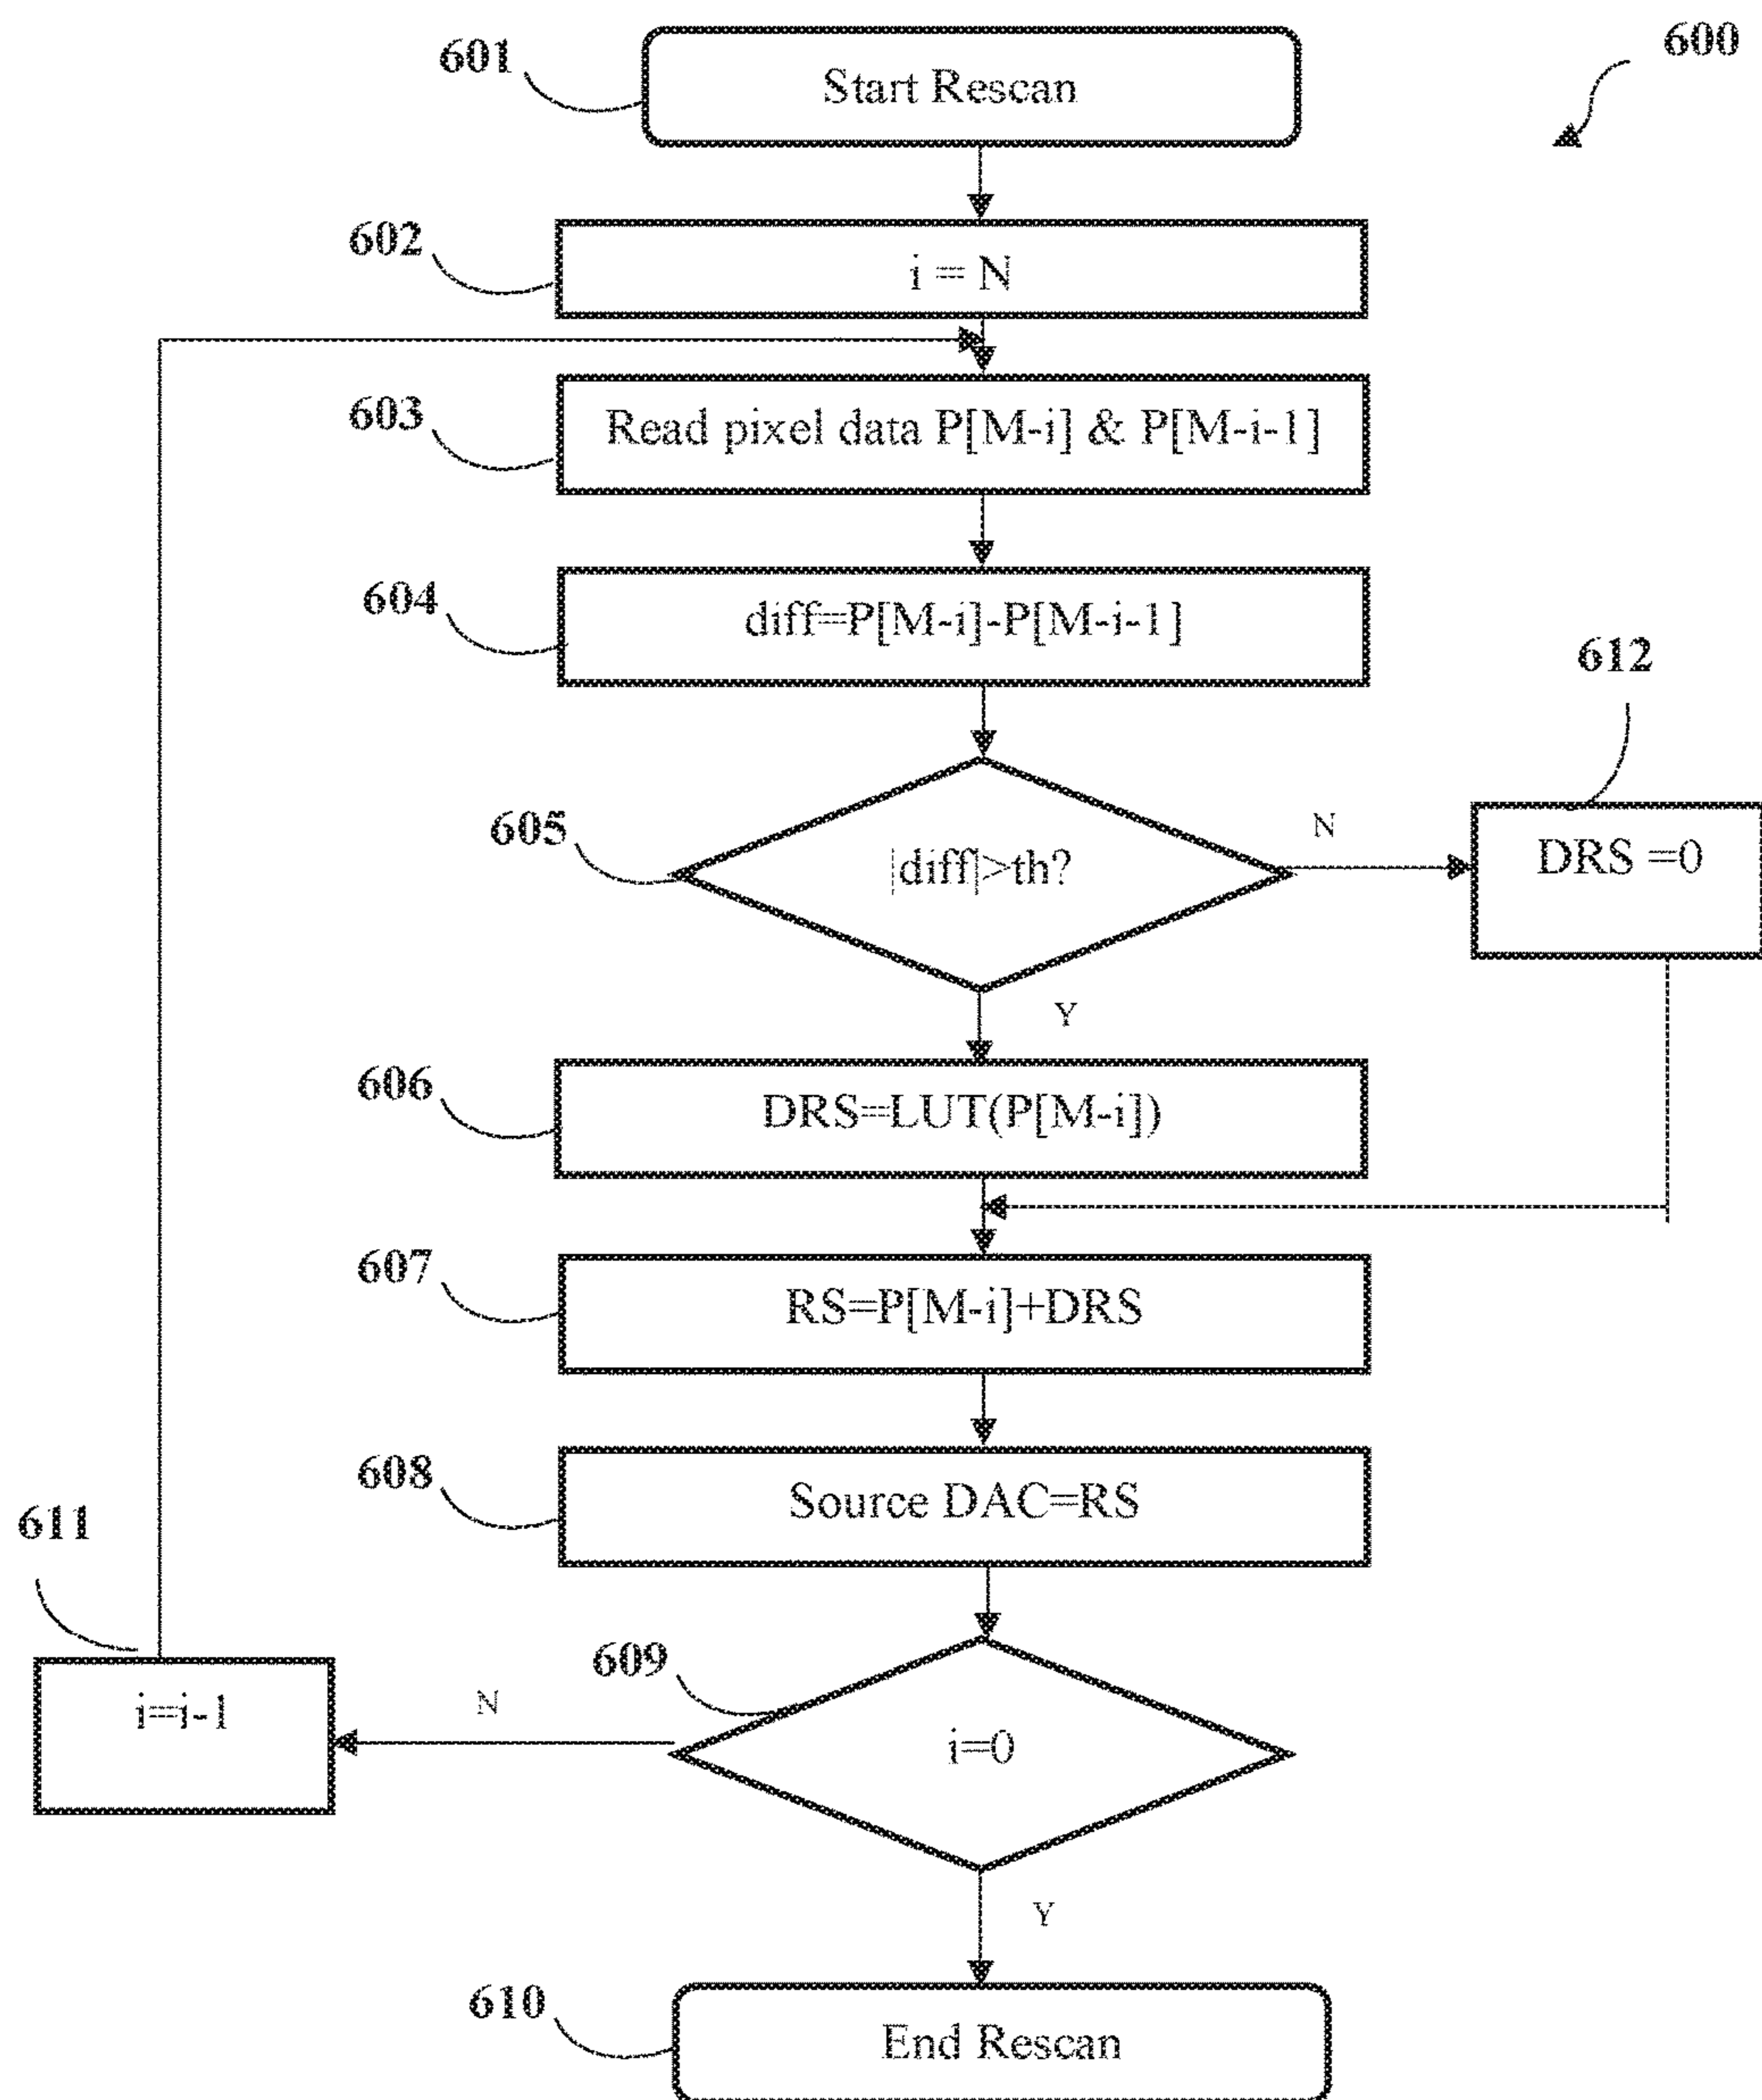 600
601
Start Rescan
602
i = N
603
Read pixel data P[M-i] & P[M-i-1]
604
diff=P[M-i]-P[M-i-1]
612
605
|diff|>th?
N
DRS =0
Y
606
DRS=LUT(P[M-i])
607
RS=P[M-i]+DRS
608
Source DAC=RS
611
609
i=i-1
N
i=0
Y
610
End Rescan